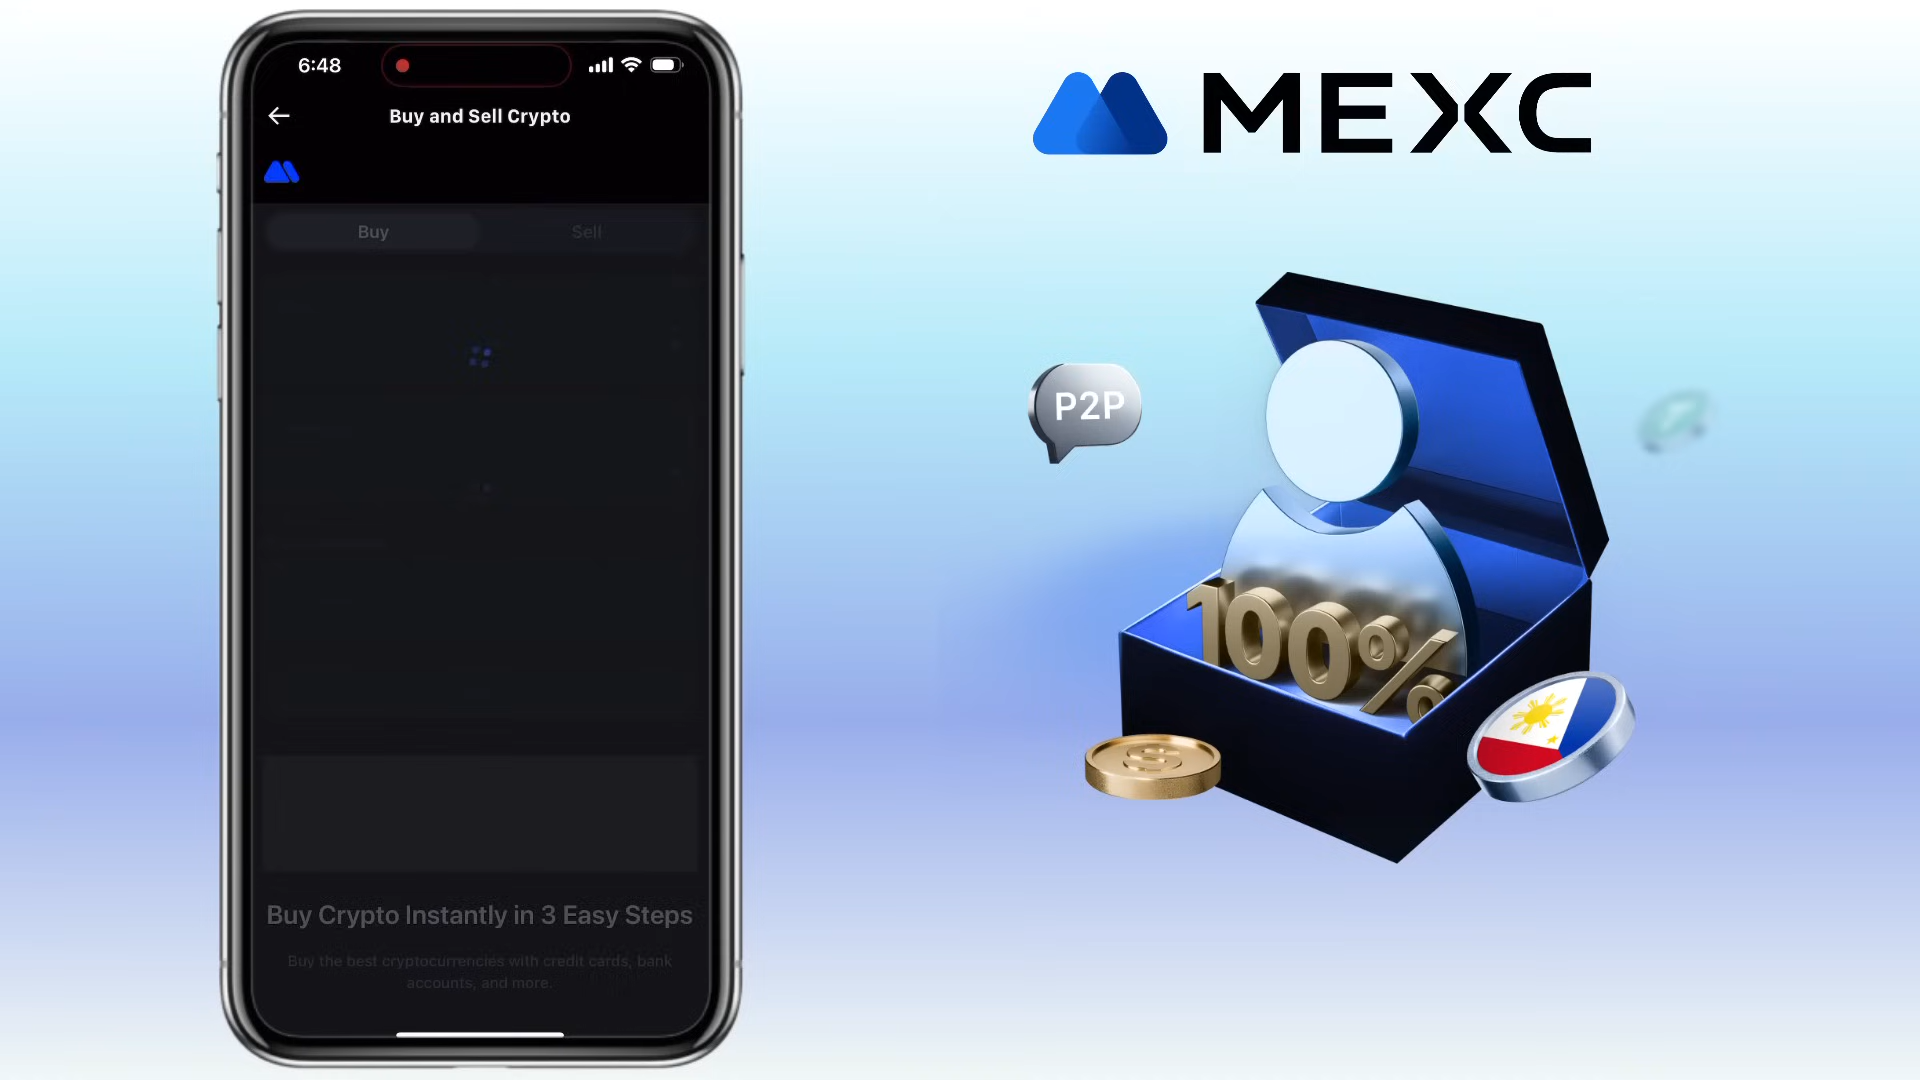 6:48
Buy and Sell Crypto
Buy
Sell
Buy Crypto Instantly in 3 Easy Steps
Buy the best cryptocurrencies with credit cards, bank
accounts, and more.
MEXC
P2P
100%